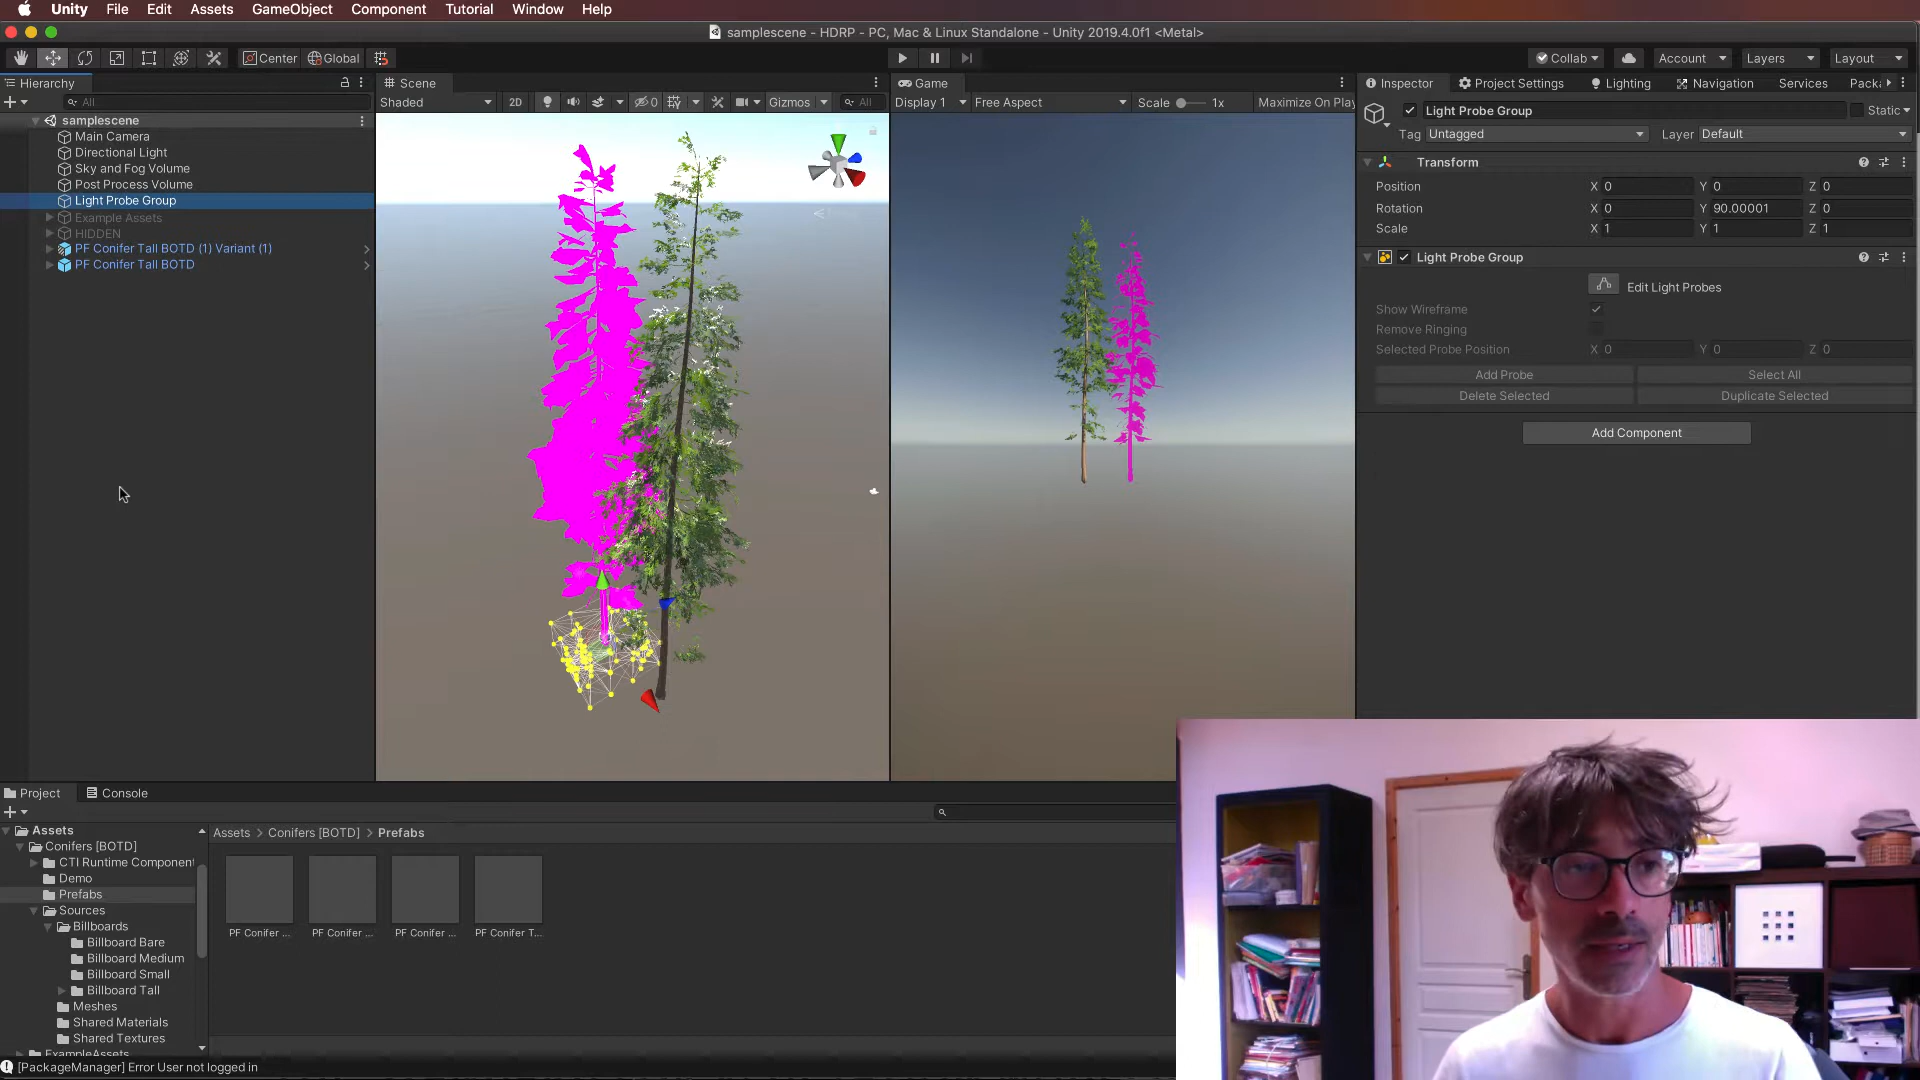 Unity File Edit Assets GameObject Component Tutorial Window Help
samplescene - HDRP - PC, Mac & Linux Standalone - Unity 2019.4.0f1 <Metal>
Center Global Collab Account Layers Layout
Hierarchy
All
samplescene
Main Camera
Directional Light
Sky and Fog Volume
Post Process Volume
Light Probe Group
Example Assets
HIDDEN
PF Conifer Tall BOTD (1) Variant (1)
PF Conifer Tall BOTD
Scene
Shaded 2D 0 Gizmos All
Game
Display 1 Free Aspect Scale 1x Maximize On Play
Inspector Project Settings Lighting Navigation Services Packa
Light Probe Group Static
Tag Untagged Layer Default
Transform
Position X 0 Y 0 Z 0
Rotation X 0 Y 90.00001 Z 0
Scale X 1 Y 1 Z 1
Light Probe Group
Edit Light Probes
Show Wireframe
Remove Ringing
Selected Probe Position X 0 Y 0 Z 0
Add Probe Select All
Delete Selected Duplicate Selected
Add Component
Project Console
Assets
Conifers [BOTD]
CTI Runtime Component
Demo
Prefabs
Sources
Billboards
Billboard Bare
Billboard Medium
Billboard Small
Billboard Tall
Meshes
Shared Materials
Shared Textures
ExampleAssets
Assets > Conifers [BOTD] > Prefabs
PF Conifer ... PF Conifer ... PF Conifer ... PF Conifer T...
[PackageManager] Error User not logged in